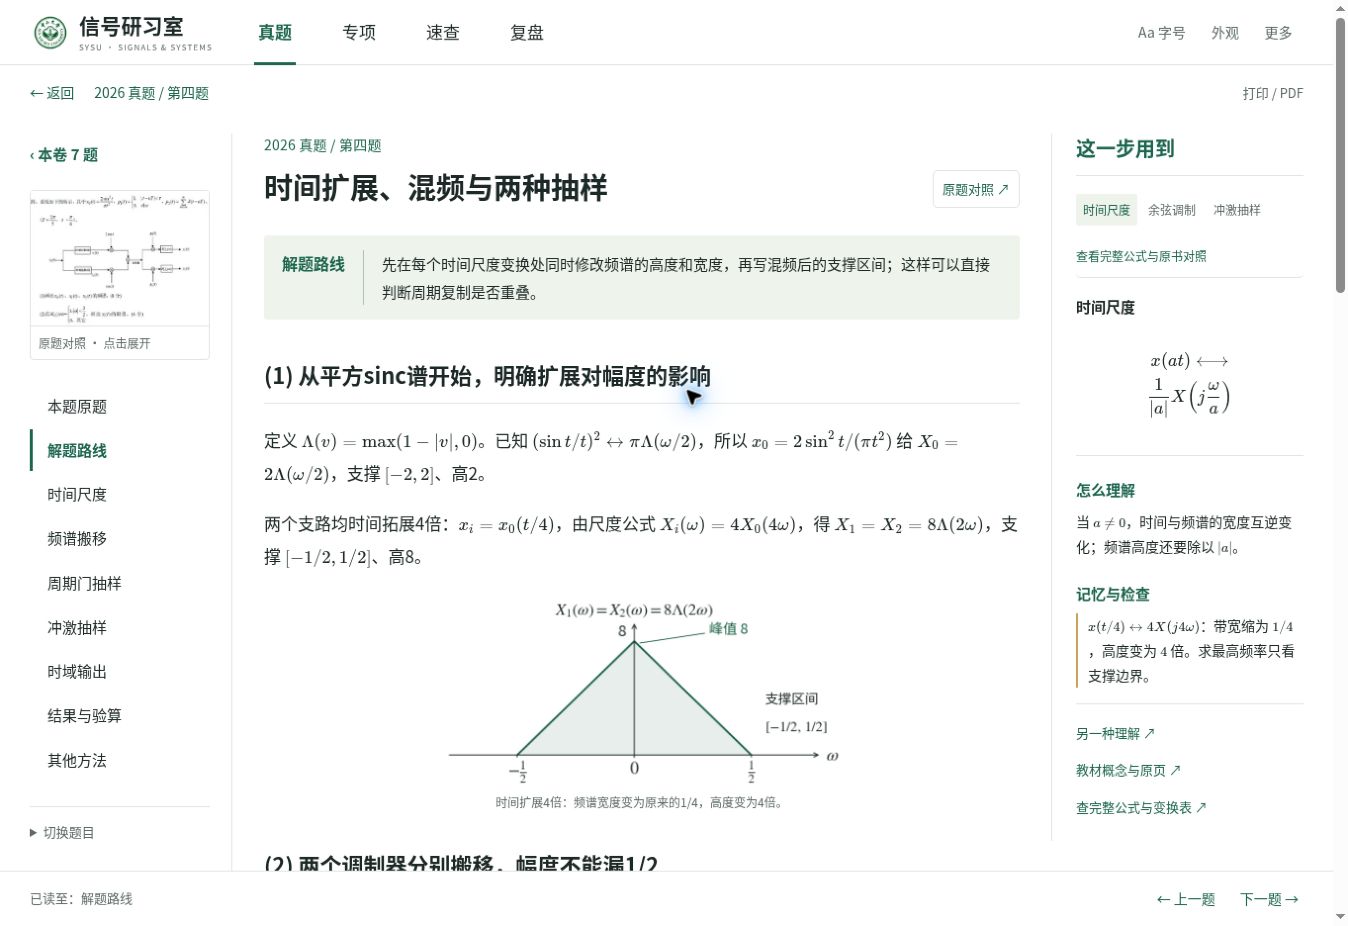 信号研习室
SYSU · SIGNALS & SYSTEMS
真题 专项 速查 复盘
Aa 字号 外观 更多
← 返回 2026 真题 / 第四题
打印 / PDF
‹ 本卷 7 题
原题对照 · 点击展开
本题原题
解题路线
时间尺度
频谱搬移
周期门抽样
冲激抽样
时域输出
结果与验算
其他方法
▶ 切换题目
2026 真题 / 第四题
时间扩展、混频与两种抽样
原题对照 ↗
解题路线
先在每个时间尺度变换处同时修改频谱的高度和宽度，再写混频后的支撑区间；这样可以直接
判断周期复制是否重叠。
(1) 从平方sinc谱开始，明确扩展对幅度的影响
定义 Λ(v) = max(1 − |v|, 0)。已知 (sin t/t)² ↔ πΛ(ω/2)，所以 x₀ = 2 sin² t/(πt²) 给 X₀ =
2Λ(ω/2)，支撑 [−2, 2]、高2。
两个支路均时间拓展4倍：xᵢ = x₀(t/4)，由尺度公式 Xᵢ(ω) = 4X₀(4ω)，得 X₁ = X₂ = 8Λ(2ω)，支
撑 [−1/2, 1/2]、高8。
X₁(ω) = X₂(ω) = 8Λ(2ω)
8
峰值 8
支撑区间
[−1/2, 1/2]
−1/2 0 1/2 ω
时间扩展4倍：频谱宽度变为原来的1/4，高度变为4倍。
(2) 两个调制器分别搬移，幅度不能漏1/2
这一步用到
时间尺度 余弦调制 冲激抽样
查看完整公式与原书对照
时间尺度
x(at) ⟷
1/|a| X(j ω/a)
怎么理解
当 a ≠ 0，时间与频谱的宽度互逆变
化；频谱高度还要除以 |a|。
记忆与检查
x(t/4) ↔ 4X(j4ω)：带宽缩为 1/4
，高度变为 4 倍。求最高频率只看
支撑边界。
另一种理解 ↗
教材概念与原页 ↗
查完整公式与变换表 ↗
已读至：解题路线
← 上一题 下一题 →